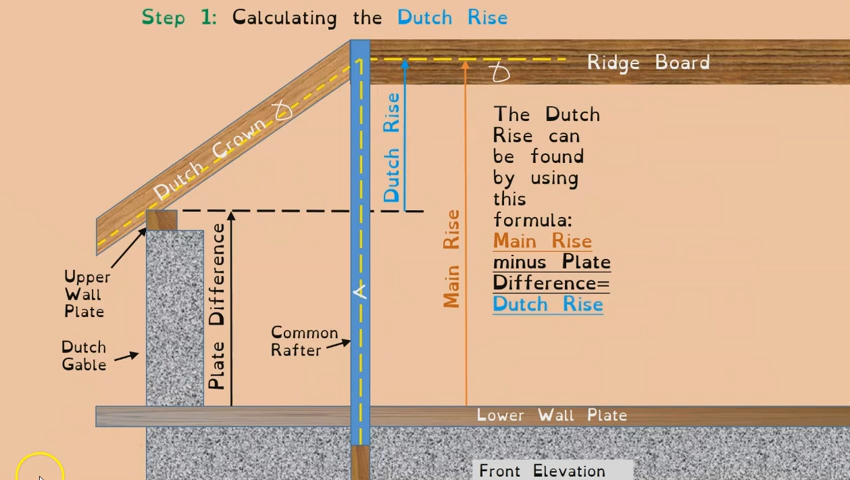 Step 1: Calculating the Dutch Rise
Ridge Board
Dutch Crown
Dutch Rise
The Dutch
Rise can
be found
by using
this
formula:
Main Rise
minus Plate
Difference=
Dutch Rise
Main Rise
Plate Difference
Upper
Wall
Plate
Dutch
Gable
Common
Rafter
Lower Wall Plate
Front Elevation